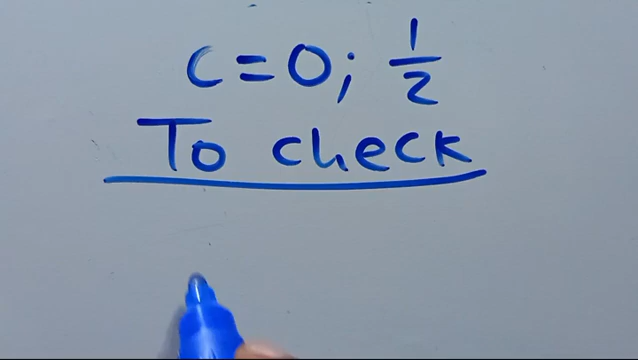 c = 0; 1/2
To check